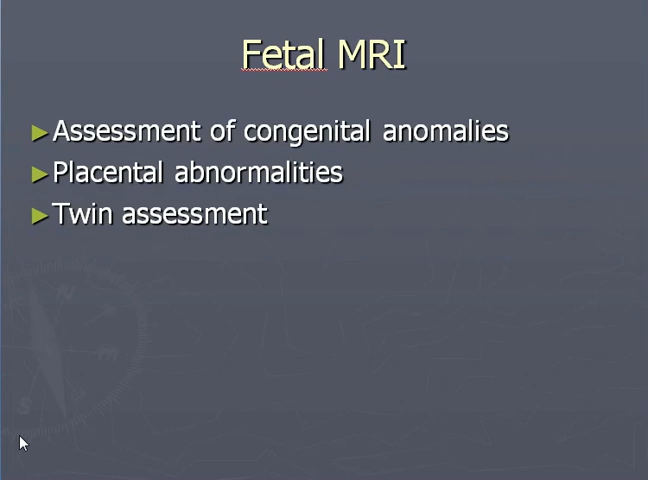 Fetal MRI
►Assessment of congenital anomalies
►Placental abnormalities
►Twin assessment
N
E
S